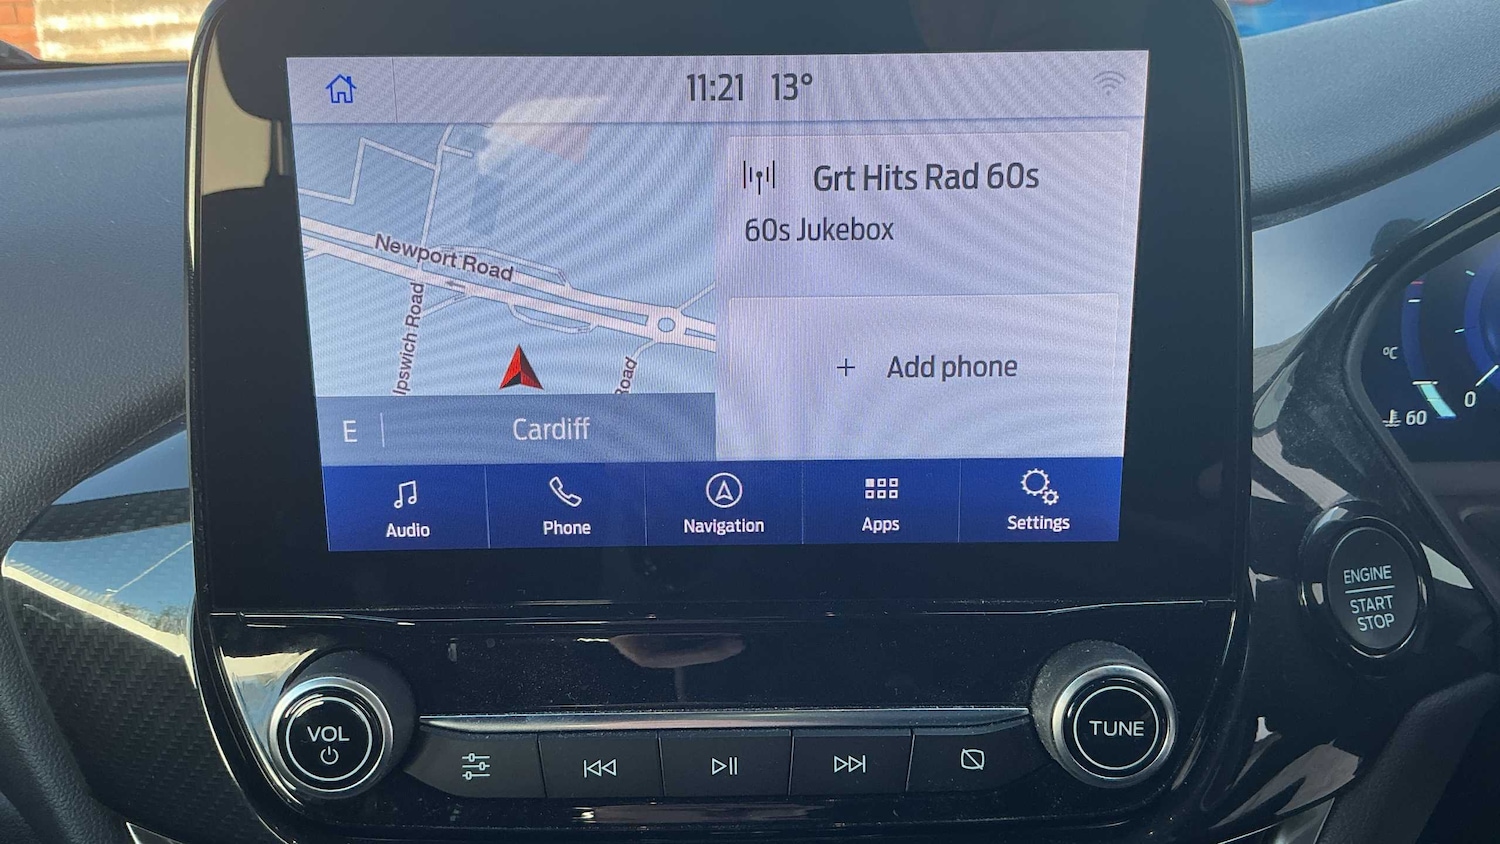 11:21 13°
Newport Road
Ipswich Road
Road
E
Cardiff
Grt Hits Rad 60s
60s Jukebox
+ Add phone
Audio
Phone
Navigation
Apps
Settings
°C
60
0
ENGINE
START
STOP
VOL
TUNE